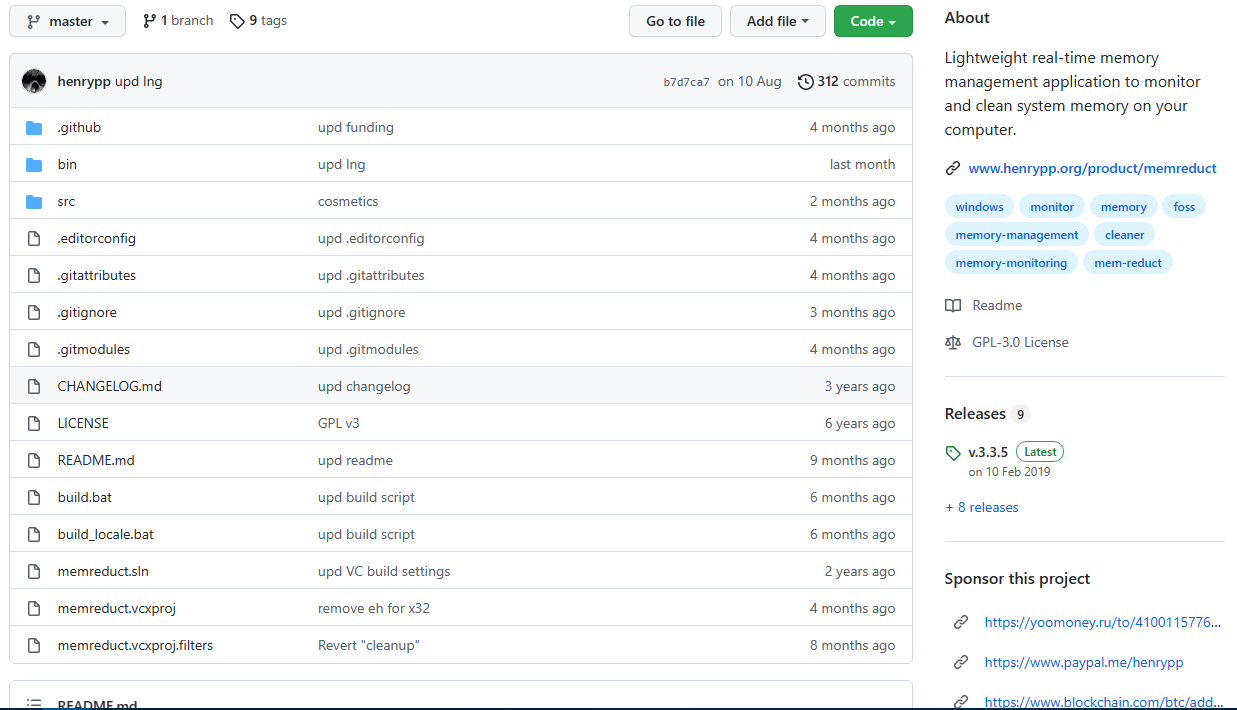 master
1 branch
9 tags
Go to file
Add file
Code
henrypp upd lng
b7d7ca7 on 10 Aug
312 commits
.github upd funding 4 months ago
bin upd lng last month
src cosmetics 2 months ago
.editorconfig upd .editorconfig 4 months ago
.gitattributes upd .gitattributes 4 months ago
.gitignore upd .gitignore 3 months ago
.gitmodules upd .gitmodules 4 months ago
CHANGELOG.md upd changelog 3 years ago
LICENSE GPL v3 6 years ago
README.md upd readme 9 months ago
build.bat upd build script 6 months ago
build_locale.bat upd build script 6 months ago
memreduct.sln upd VC build settings 2 years ago
memreduct.vcxproj remove eh for x32 4 months ago
memreduct.vcxproj.filters Revert "cleanup" 8 months ago
README.md
About
Lightweight real-time memory
management application to monitor
and clean system memory on your
computer.
www.henrypp.org/product/memreduct
windows monitor memory foss
memory-management cleaner
memory-monitoring mem-reduct
Readme
GPL-3.0 License
Releases 9
v.3.3.5 Latest
on 10 Feb 2019
+ 8 releases
Sponsor this project
https://yoomoney.ru/to/4100115776...
https://www.paypal.me/henrypp
https://www.blockchain.com/btc/add...